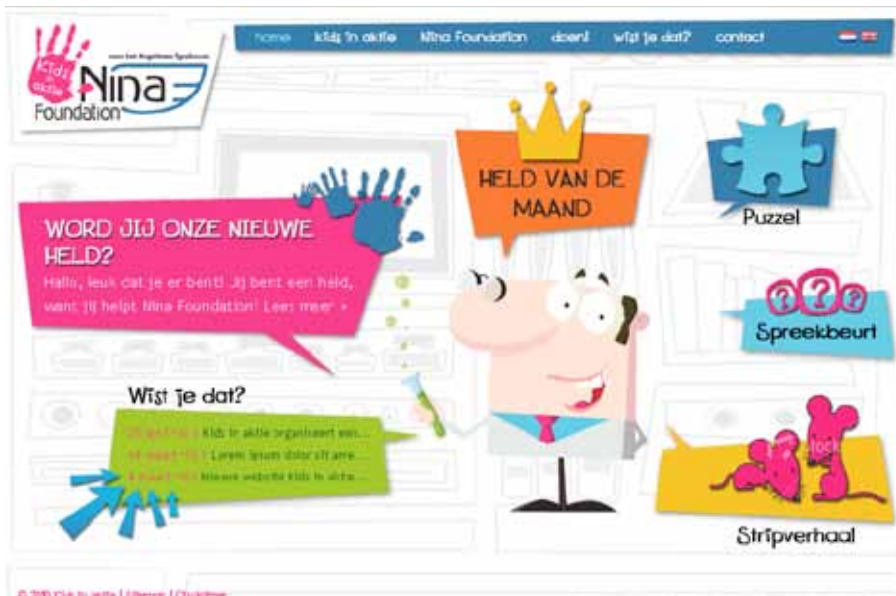 home kids in aktie Nina Foundation doen! wist je dat? contact
Kids in aktie
Nina
Foundation
HELD VAN DE
MAAND
Puzzel
WORD JIJ ONZE NIEUWE
HELD?
Hallo, leuk dat je er bent! Jij bent een held,
want jij helpt Nina Foundation! Lees meer »
? ? ?
Spreekbeurt
Wist je dat?
Kids in aktie organiseert een...
Lorem ipsum dolor sit ame...
Nieuwe website Kids in aktie...
Stripverhaal